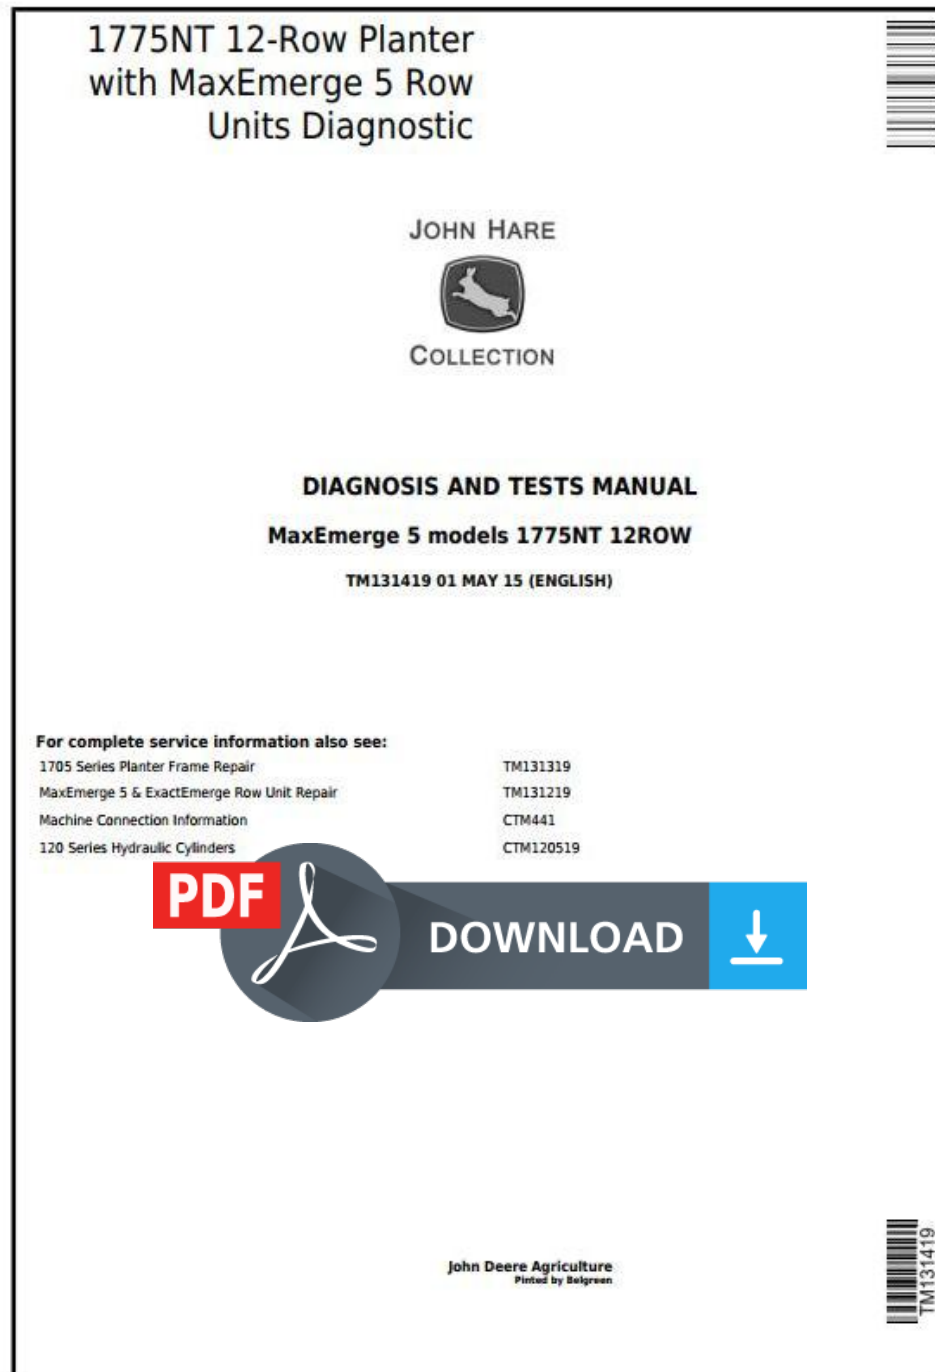 1775NT 12-Row Planter
with MaxEmerge 5 Row
Units Diagnostic
JOHN HARE
COLLECTION
DIAGNOSIS AND TESTS MANUAL
MaxEmerge 5 models 1775NT 12ROW
TM131419 01 MAY 15 (ENGLISH)
For complete service information also see:
1705 Series Planter Frame Repair TM131319
MaxEmerge 5 & ExactEmerge Row Unit Repair TM131219
Machine Connection Information CTM441
120 Series Hydraulic Cylinders CTM120519
PDF
DOWNLOAD
John Deere Agriculture
Pinted by Belgreen
TM131419